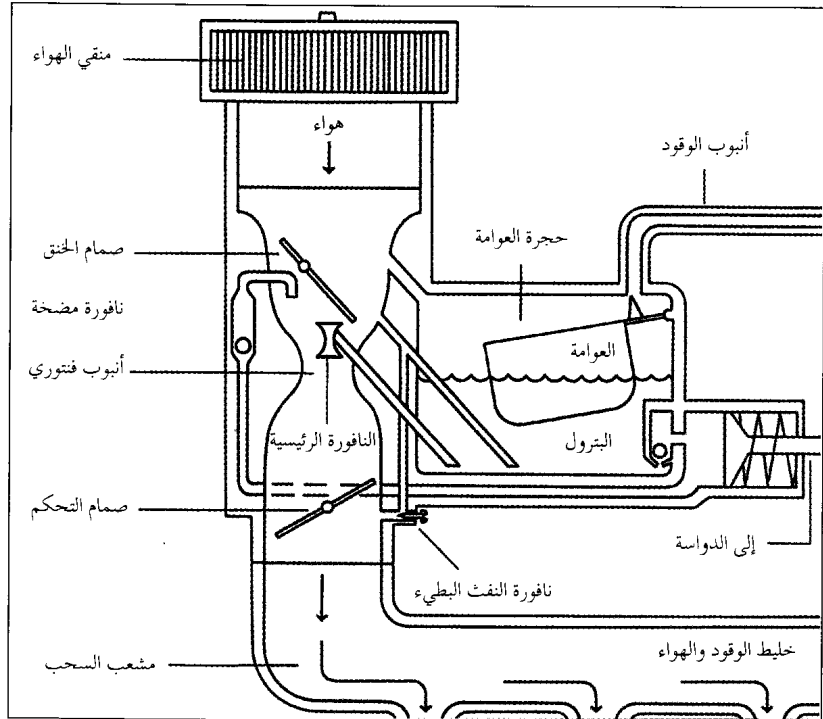 منقي الهواء
هواء
أنبوب الوقود
حجرة العوامة
صمام الخنق
نافورة مضخة
العوامة
أنبوب فنتوري
النافورة الرئيسية
البترول
صمام التحكم
إلى الدواسة
نافورة النفث البطيء
خليط الوقود والهواء
مشعب السحب